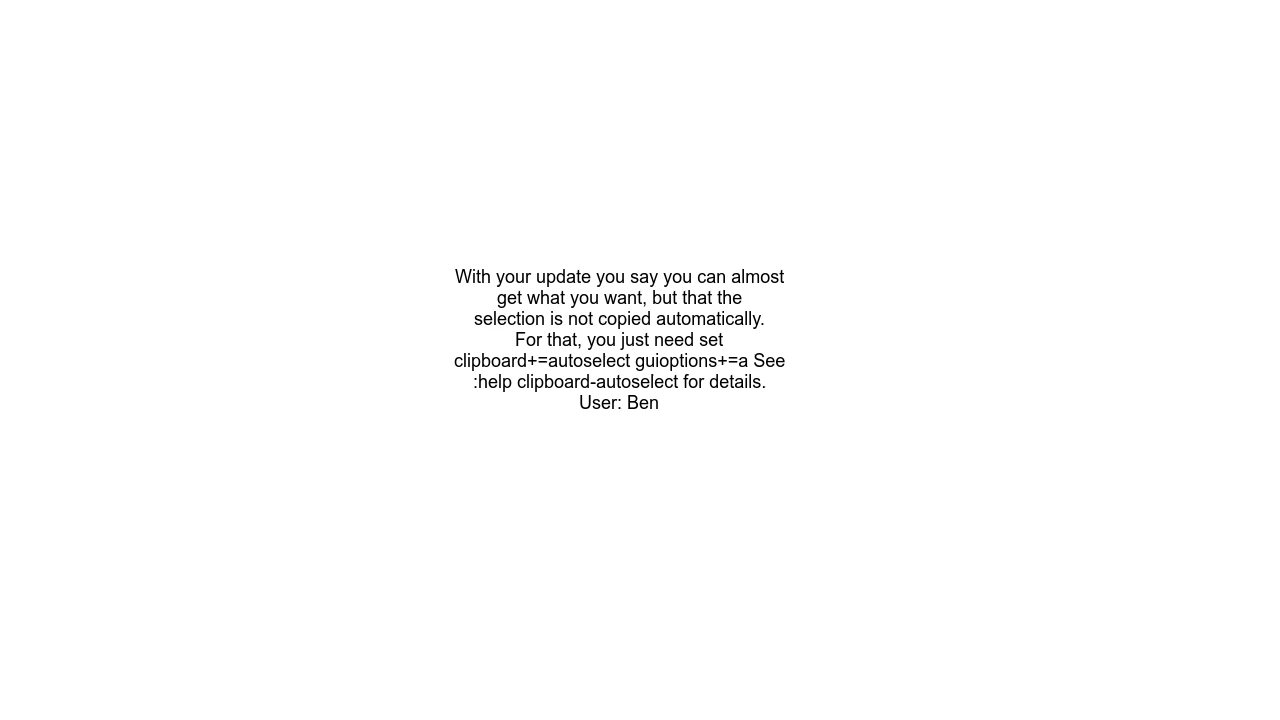 With your update you say you can almost
get what you want, but that the
selection is not copied automatically.
For that, you just need set
clipboard+=autoselect guioptions+=a See
:help clipboard-autoselect for details.
User: Ben